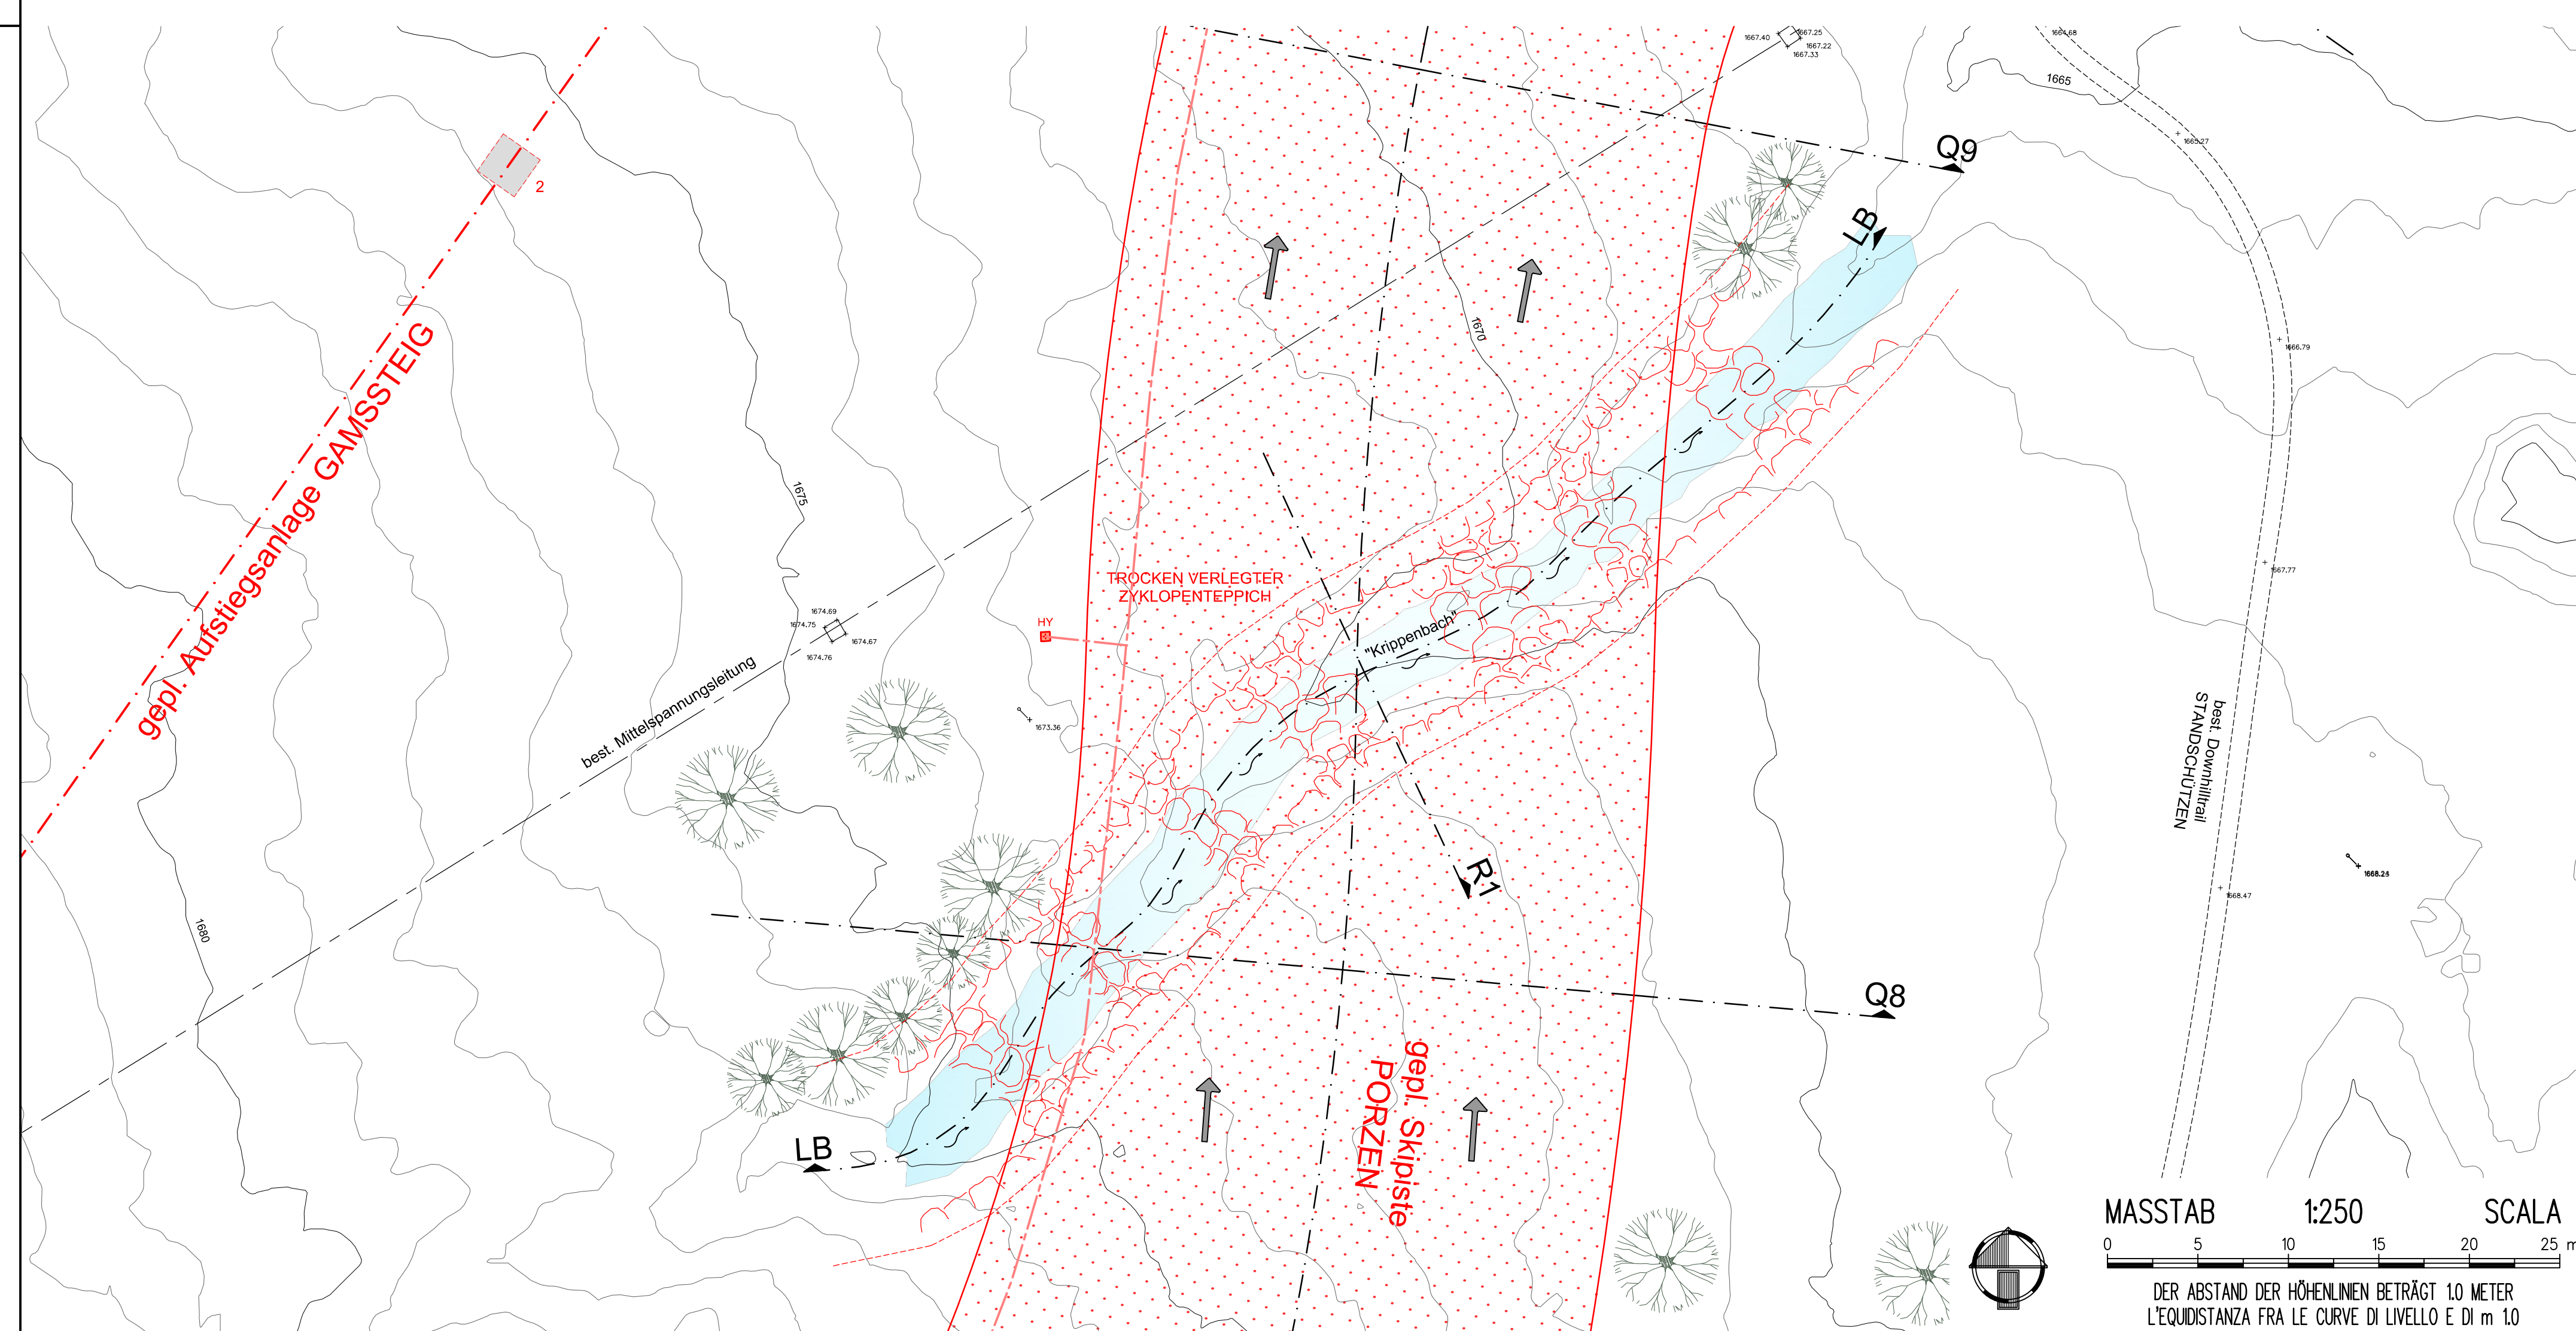 1667.40
1667.25
1667.22
1667.33
1664.68
1665
1665.27
Q9
2
LB
1670
1666.79
gepl. Aufstiegsanlage GAMSSTEIG
1675
TROCKEN VERLEGTER
ZYKLOPENTEPPICH
HY
1667.77
1674.69
1674.75
1674.67
1674.76
"Krippenbach"
best. Mittelspannungsleitung
1673.36
best. Downhilltrail
STANDSCHÜTZEN
R1
1668.47
1680
Q8
gepl. Skipiste
PORZEN
LB
MASSTAB 1:250 SCALA
0 5 10 15 20 25 m
DER ABSTAND DER HÖHENLINIEN BETRÄGT 1.0 METER
L'EQUIDISTANZA FRA LE CURVE DI LIVELLO E DI m 1.0